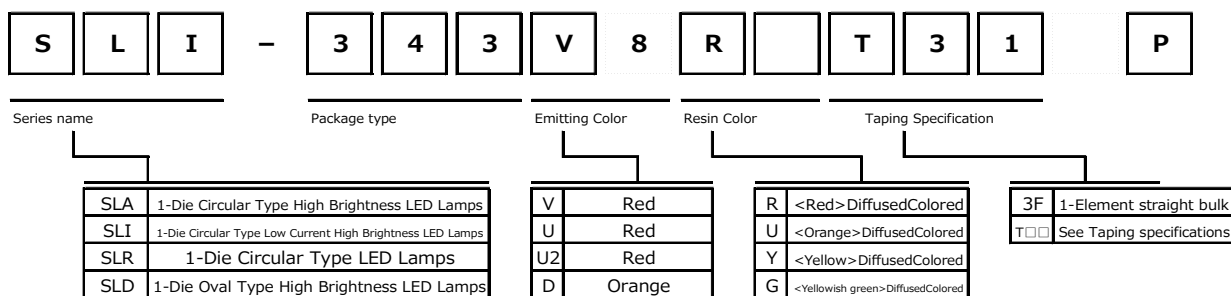 S L I – 3 4 3 V 8 R T 3 1 P
Series name Package type Emitting Color Resin Color Taping Specification
SLA 1-Die Circular Type High Brightness LED Lamps V Red R <Red>DiffusedColored 3F 1-Element straight bulk
SLI 1-Die Circular Type Low Current High Brightness LED Lamps U Red U <Orange>DiffusedColored T□□ See Taping specifications
SLR 1-Die Circular Type LED Lamps U2 Red Y <Yellow>DiffusedColored
SLD 1-Die Oval Type High Brightness LED Lamps D Orange G <Yellowish green>DiffusedColored